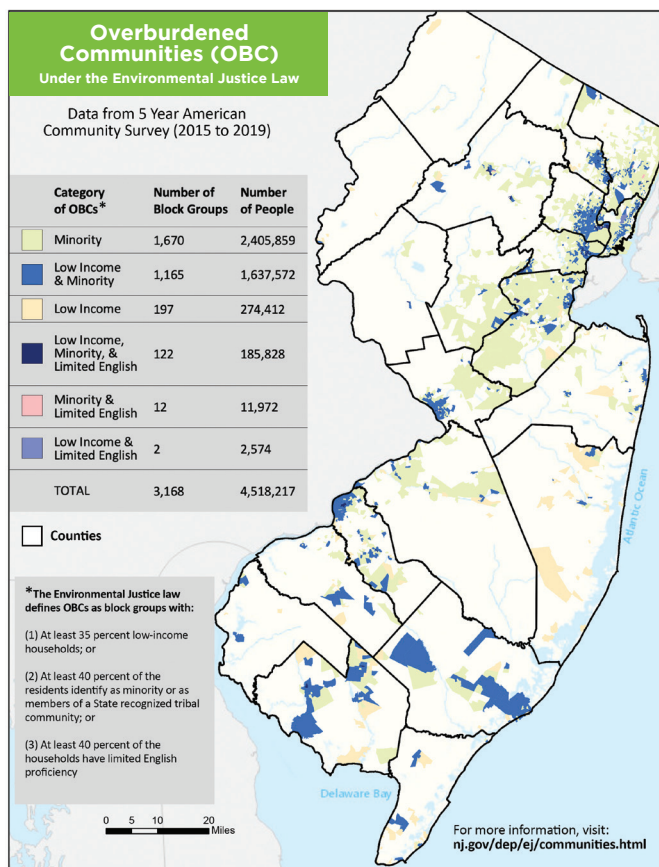 Overburdened
Communities (OBC)
Under the Environmental Justice Law
Data from 5 Year American
Community Survey (2015 to 2019)
Category
of OBCs*
Number of
Block Groups
Number
of People
Minority 1,670 2,405,859
Low Income
& Minority 1,165 1,637,572
Low Income 197 274,412
Low Income,
Minority, &
Limited English 122 185,828
Minority &
Limited English 12 11,972
Low Income &
Limited English 2 2,574
TOTAL 3,168 4,518,217
Counties
*The Environmental Justice law
defines OBCs as block groups with:
(1) At least 35 percent low-income
households; or
(2) At least 40 percent of the
residents identify as minority or as
members of a State recognized tribal
community; or
(3) At least 40 percent of the
households have limited English
proficiency
0 5 10 20
Miles
Atlantic Ocean
Delaware Bay
For more information, visit:
nj.gov/dep/ej/communities.html